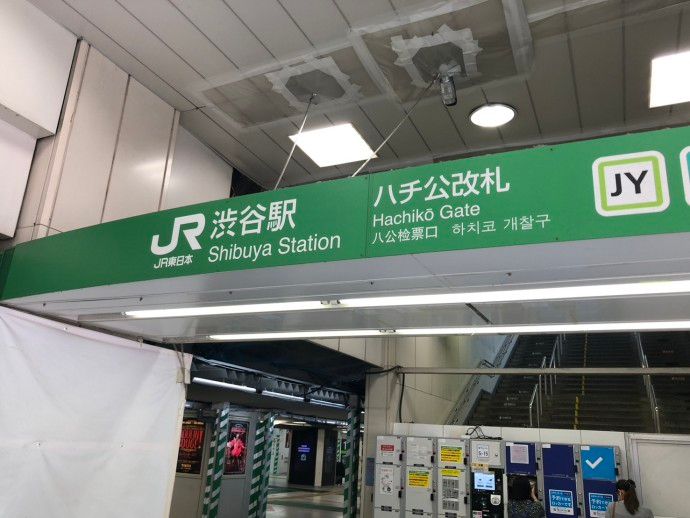 JR 渋谷駅
JR東日本 Shibuya Station
ハチ公改札
Hachikō Gate
八公检票口 하치코 개찰구
JY